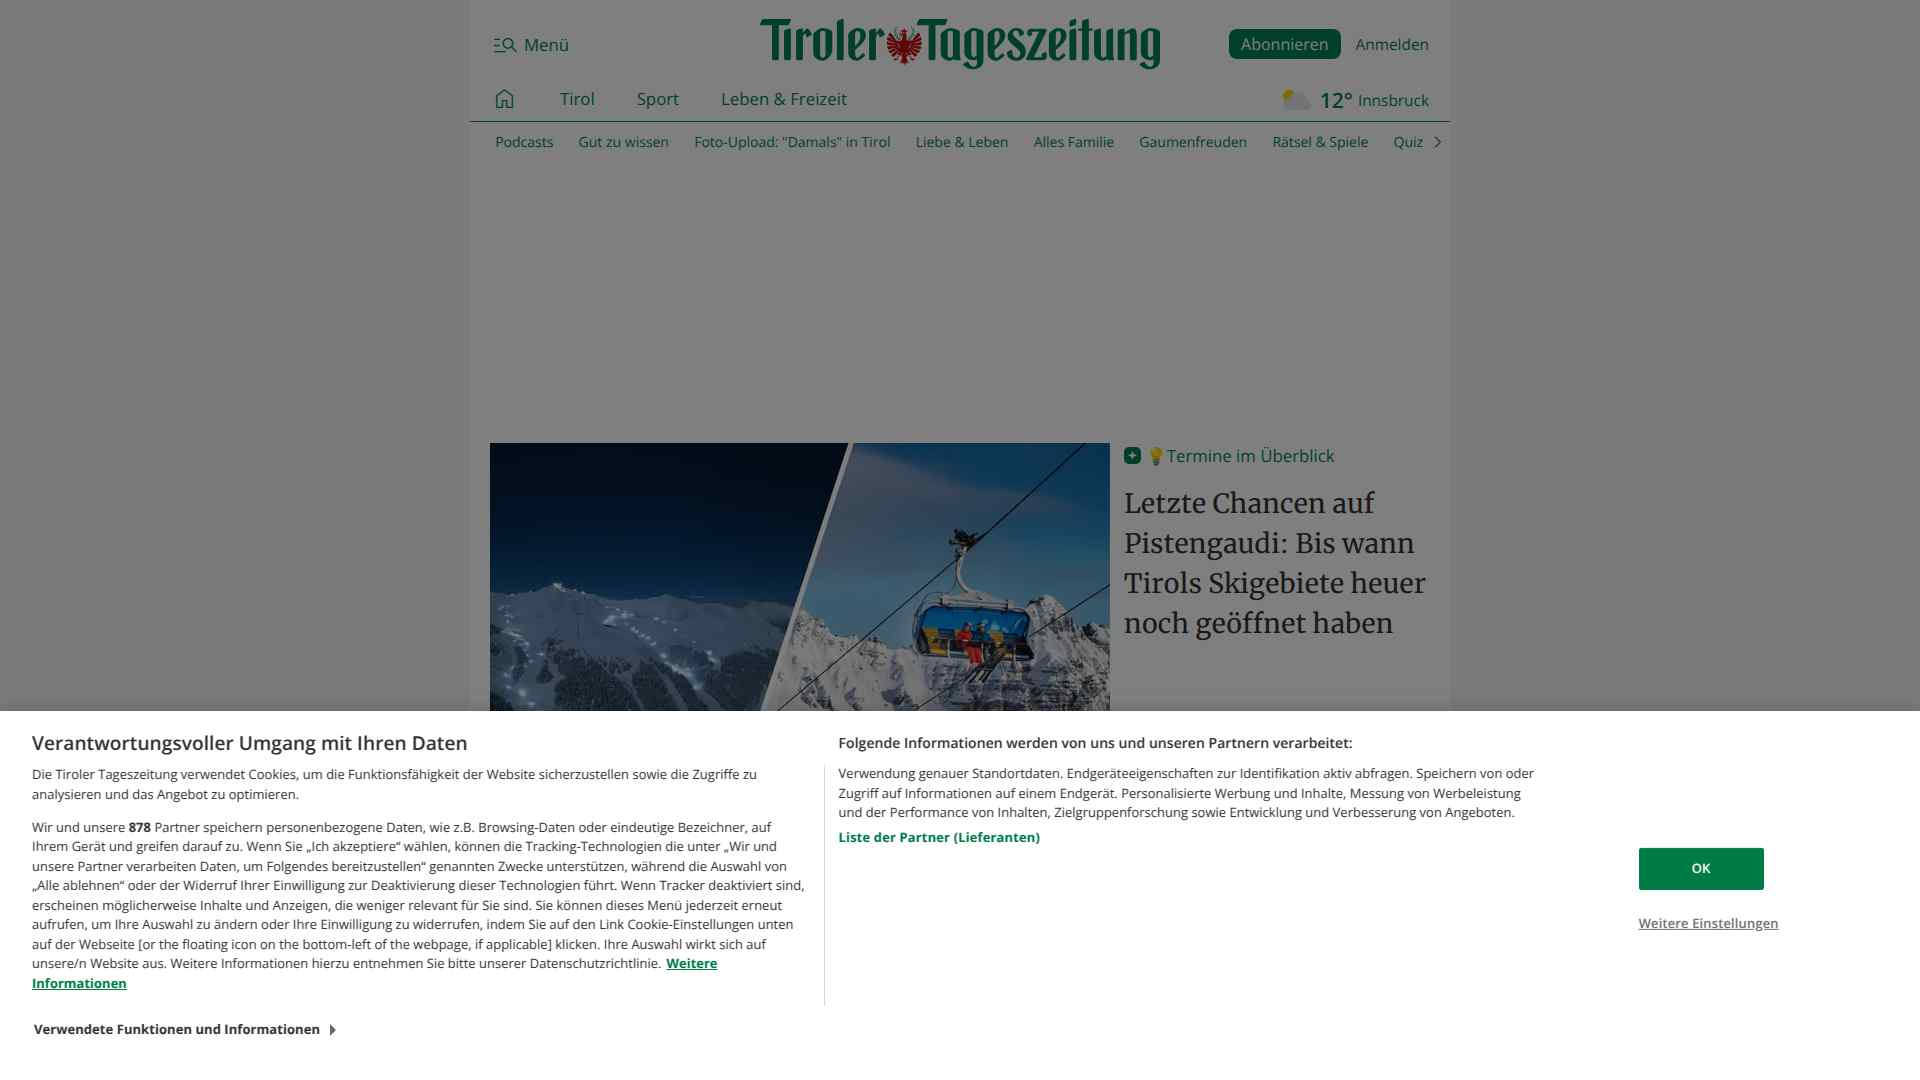 Menü
Tiroler Tageszeitung
Abonnieren
Anmelden
Tirol
Sport
Leben & Freizeit
12° Innsbruck
Podcasts
Gut zu wissen
Foto-Upload: "Damals" in Tirol
Liebe & Leben
Alles Familie
Gaumenfreuden
Rätsel & Spiele
Quiz
Termine im Überblick
Letzte Chancen auf
Pistengaudi: Bis wann
Tirols Skigebiete heuer
noch geöffnet haben
Verantwortungsvoller Umgang mit Ihren Daten
Die Tiroler Tageszeitung verwendet Cookies, um die Funktionsfähigkeit der Website sicherzustellen sowie die Zugriffe zu
analysieren und das Angebot zu optimieren.
Wir und unsere 878 Partner speichern personenbezogene Daten, wie z.B. Browsing-Daten oder eindeutige Bezeichner, auf
Ihrem Gerät und greifen darauf zu. Wenn Sie „Ich akzeptiere“ wählen, können die Tracking-Technologien die unter „Wir und
unsere Partner verarbeiten Daten, um Folgendes bereitzustellen“ genannten Zwecke unterstützen, während die Auswahl von
„Alle ablehnen“ oder der Widerruf Ihrer Einwilligung zur Deaktivierung dieser Technologien führt. Wenn Tracker deaktiviert sind,
erscheinen möglicherweise Inhalte und Anzeigen, die weniger relevant für Sie sind. Sie können dieses Menü jederzeit erneut
aufrufen, um Ihre Auswahl zu ändern oder Ihre Einwilligung zu widerrufen, indem Sie auf den Link Cookie-Einstellungen unten
auf der Webseite [or the floating icon on the bottom-left of the webpage, if applicable] klicken. Ihre Auswahl wirkt sich auf
unsere/n Website aus. Weitere Informationen hierzu entnehmen Sie bitte unserer Datenschutzrichtlinie. Weitere
Informationen
Verwendete Funktionen und Informationen
Folgende Informationen werden von uns und unseren Partnern verarbeitet:
Verwendung genauer Standortdaten. Endgeräteeigenschaften zur Identifikation aktiv abfragen. Speichern von oder
Zugriff auf Informationen auf einem Endgerät. Personalisierte Werbung und Inhalte, Messung von Werbeleistung
und der Performance von Inhalten, Zielgruppenforschung sowie Entwicklung und Verbesserung von Angeboten.
Liste der Partner (Lieferanten)
OK
Weitere Einstellungen